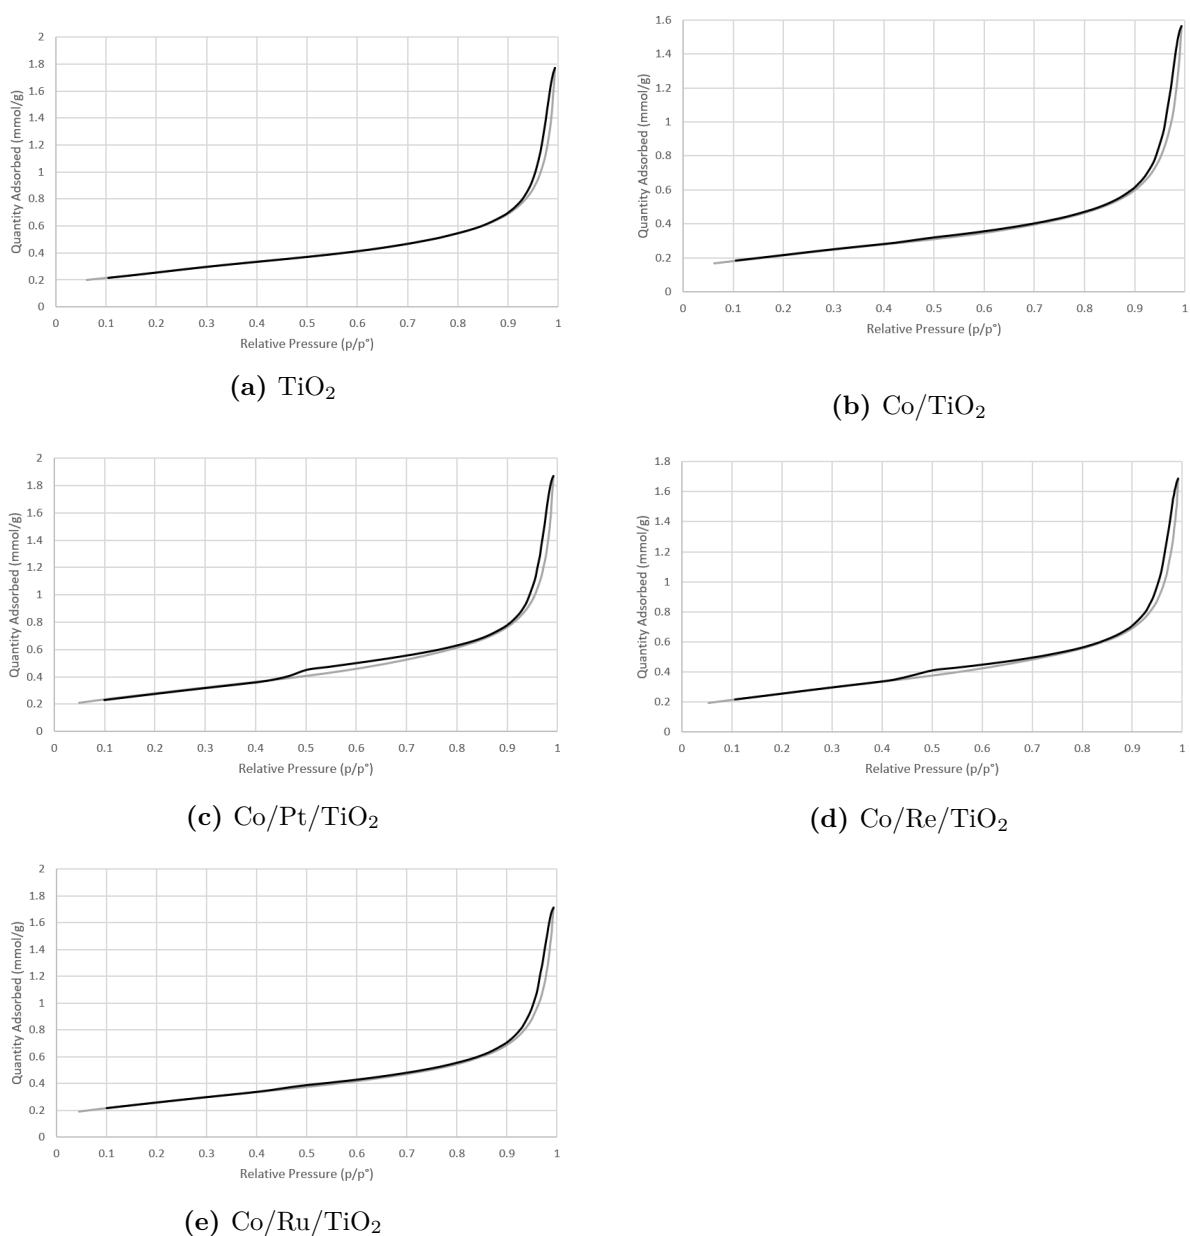 Quantity Adsorbed (mmol/g)
2
1.8
1.6
1.4
1.2
1
0.8
0.6
0.4
0.2
0
0 0.1 0.2 0.3 0.4 0.5 0.6 0.7 0.8 0.9 1
Relative Pressure (p/p°)
(a) TiO₂
Quantity Adsorbed (mmol/g)
1.6
1.4
1.2
1
0.8
0.6
0.4
0.2
0
0 0.1 0.2 0.3 0.4 0.5 0.6 0.7 0.8 0.9 1
Relative Pressure (p/p°)
(b) Co/TiO₂
Quantity Adsorbed (mmol/g)
2
1.8
1.6
1.4
1.2
1
0.8
0.6
0.4
0.2
0
0 0.1 0.2 0.3 0.4 0.5 0.6 0.7 0.8 0.9 1
Relative Pressure (p/p°)
(c) Co/Pt/TiO₂
Quantity Adsorbed (mmol/g)
1.8
1.6
1.4
1.2
1
0.8
0.6
0.4
0.2
0
0 0.1 0.2 0.3 0.4 0.5 0.6 0.7 0.8 0.9 1
Relative Pressure (p/p°)
(d) Co/Re/TiO₂
Quantity Adsorbed (mmol/g)
2
1.8
1.6
1.4
1.2
1
0.8
0.6
0.4
0.2
0
0 0.1 0.2 0.3 0.4 0.5 0.6 0.7 0.8 0.9 1
Relative Pressure (p/p°)
(e) Co/Ru/TiO₂